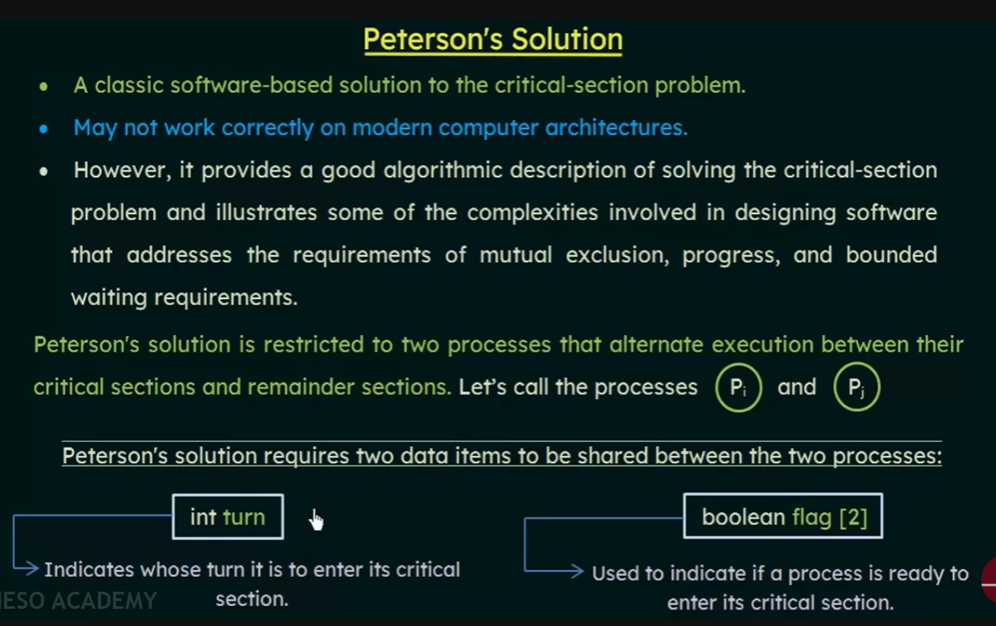 Peterson's Solution
• A classic software-based solution to the critical-section problem.
• May not work correctly on modern computer architectures.
• However, it provides a good algorithmic description of solving the critical-section
problem and illustrates some of the complexities involved in designing software
that addresses the requirements of mutual exclusion, progress, and bounded
waiting requirements.
Peterson's solution is restricted to two processes that alternate execution between their
critical sections and remainder sections. Let's call the processes Pi and Pj
Peterson's solution requires two data items to be shared between the two processes:
int turn
boolean flag [2]
Indicates whose turn it is to enter its critical
section.
Used to indicate if a process is ready to
enter its critical section.
ESO ACADEMY